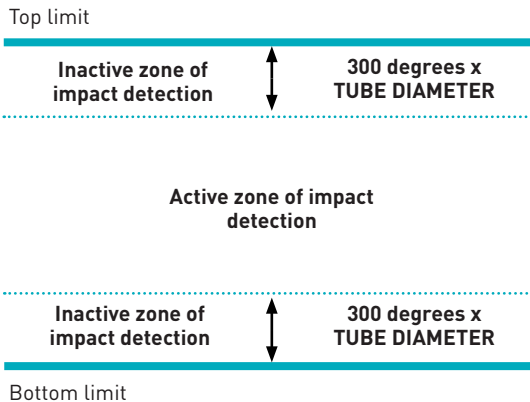 Top limit
Inactive zone of
impact detection
300 degrees x
TUBE DIAMETER
Active zone of impact
detection
Inactive zone of
impact detection
300 degrees x
TUBE DIAMETER
Bottom limit